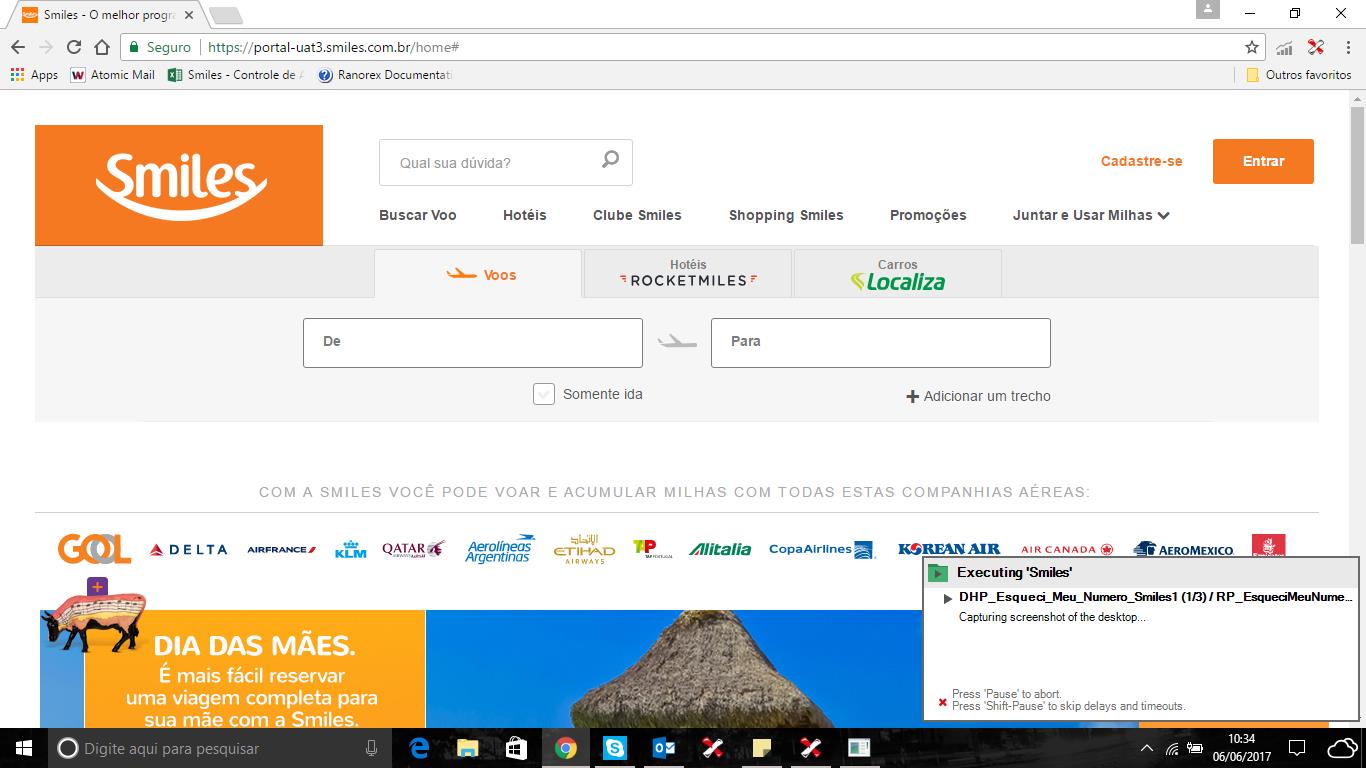 Smiles - O melhor progra
Seguro https://portal-uat3.smiles.com.br/home#
Apps Atomic Mail Smiles - Controle de Ranorex Documentati Outros favoritos
Smiles
Qual sua dúvida?
Cadastre-se Entrar
Buscar Voo Hotéis Clube Smiles Shopping Smiles Promoções Juntar e Usar Milhas
Voos
Hotéis
ROCKETMILES
Carros
Localiza
De Para
Somente ida + Adicionar um trecho
COM A SMILES VOCÊ PODE VOAR E ACUMULAR MILHAS COM TODAS ESTAS COMPANHIAS AÉREAS:
GOL DELTA AIRFRANCE KLM QATAR Aerolíneas Argentinas ETIHAD AIRWAYS TAP PORTUGAL Alitalia CopaAirlines KOREAN AIR AIR CANADA AEROMEXICO
Executing 'Smiles'
DHP_Esqueci_Meu_Numero_Smiles1 (1/3) / RP_EsqueciMeuNume...
Capturing screenshot of the desktop...
Press 'Pause' to abort.
Press 'Shift-Pause' to skip delays and timeouts.
DIA DAS MÃES.
É mais fácil reservar
uma viagem completa para
sua mãe com a Smiles.
Digite aqui para pesquisar
10:34
06/06/2017